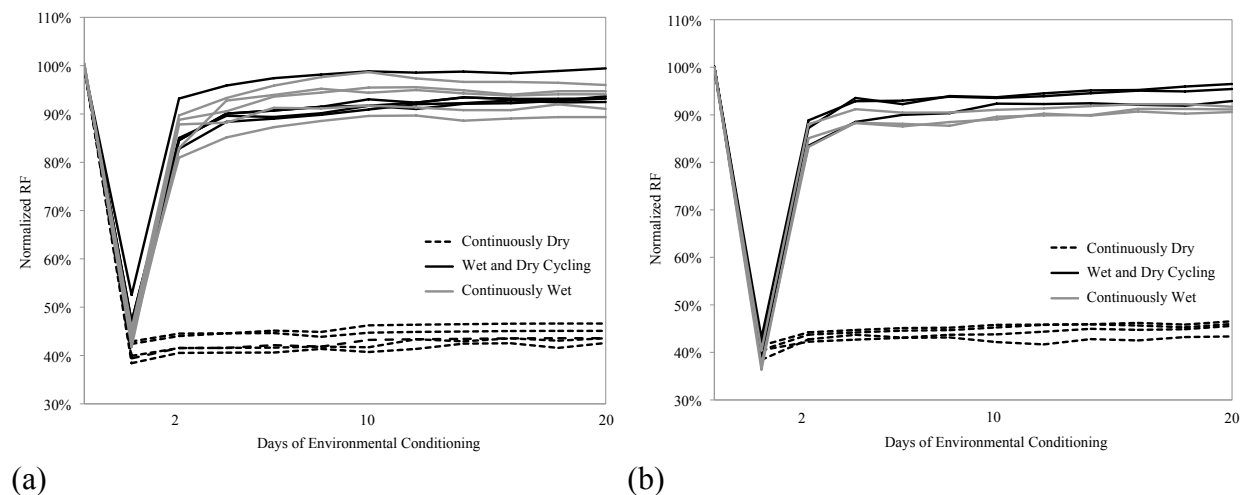 110%
100%
90%
80%
70%
60%
50%
40%
30%
Normalized RF
Continuously Dry
Wet and Dry Cycling
Continuously Wet
2 10 20
Days of Environmental Conditioning
(a)
110%
100%
90%
80%
70%
60%
50%
40%
30%
Normalized RF
Continuously Dry
Wet and Dry Cycling
Continuously Wet
2 10 20
Days of Environmental Conditioning
(b)